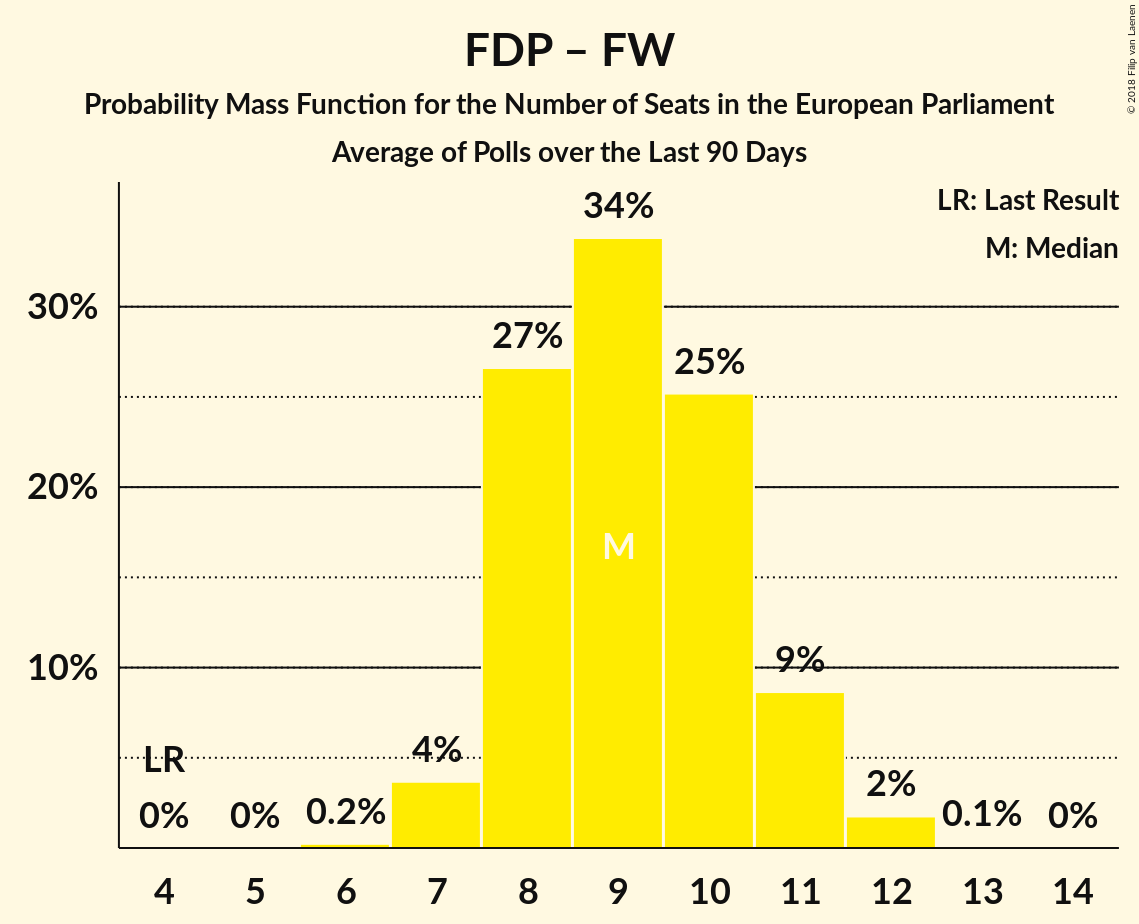 FDP – FW
Probability Mass Function for the Number of Seats in the European Parliament
Average of Polls over the Last 90 Days
© 2018 Filip van Laenen
LR: Last Result
M: Median
34%
30%
27%
25%
20%
M
10%
9%
LR
4%
2%
0%
0%
0.2%
0.1%
0%
4 5 6 7 8 9 10 11 12 13 14